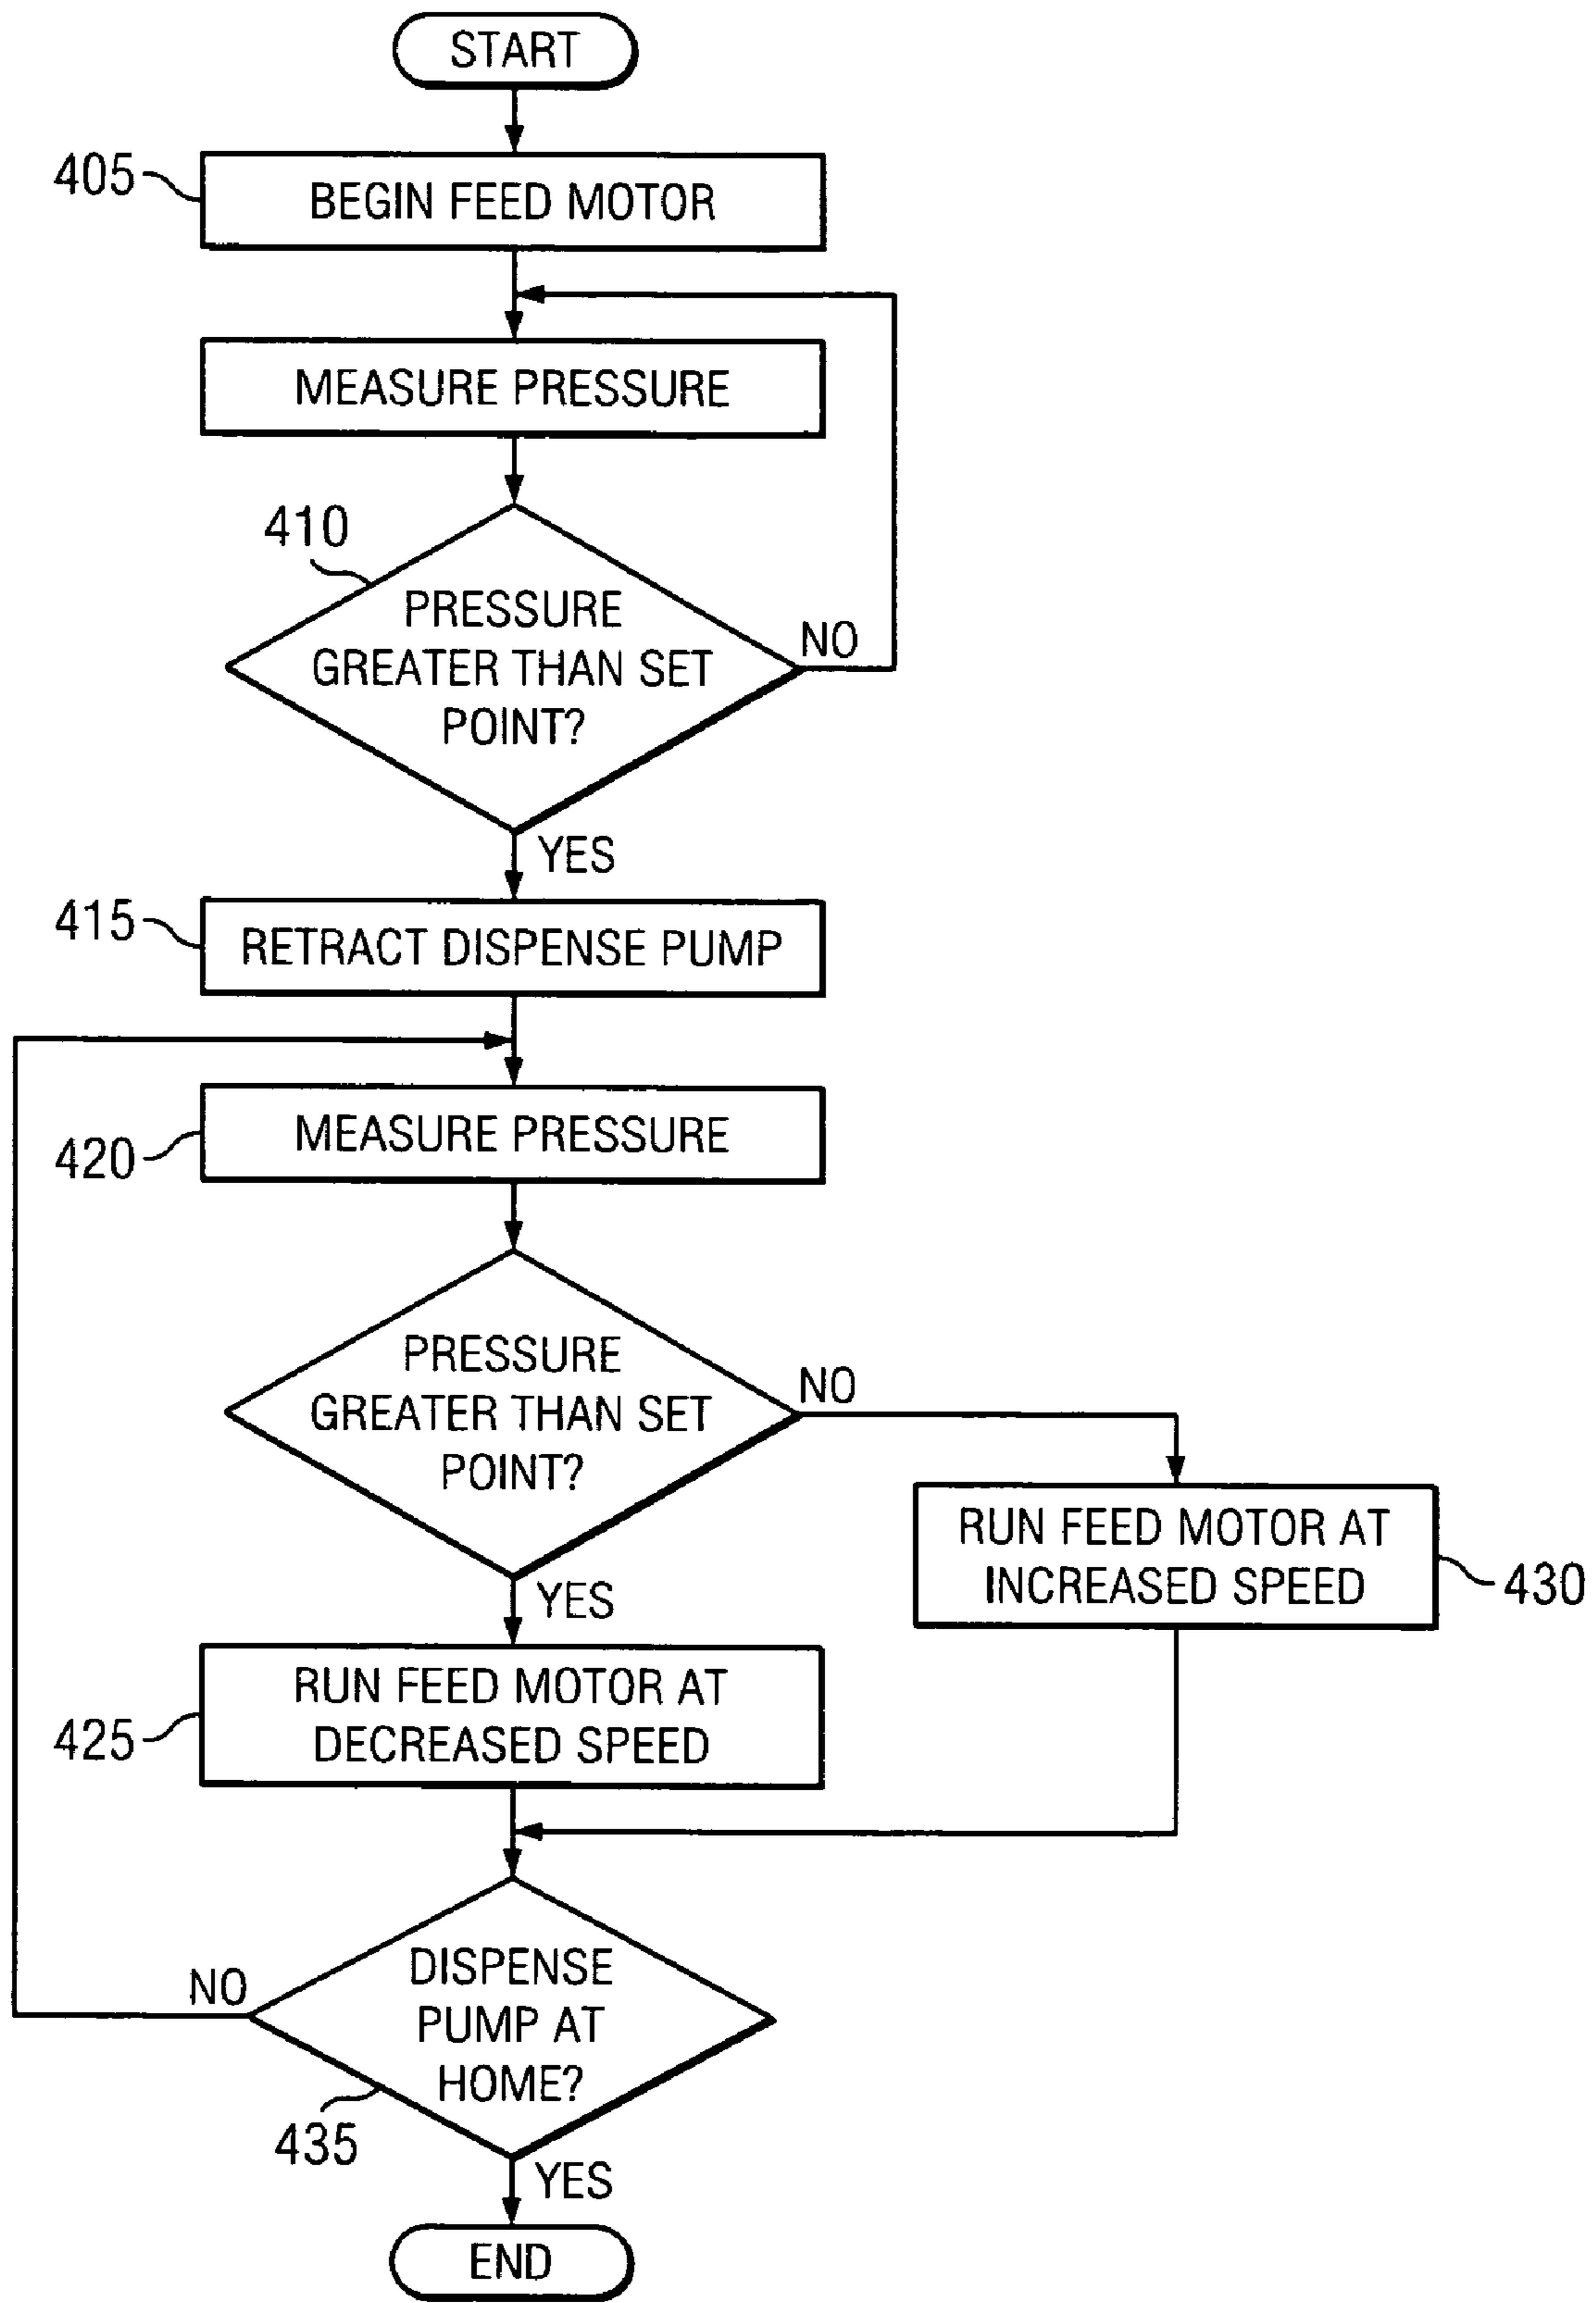 START
405
BEGIN FEED MOTOR
MEASURE PRESSURE
410
PRESSURE
GREATER THAN SET
POINT?
NO
YES
415
RETRACT DISPENSE PUMP
420
MEASURE PRESSURE
PRESSURE
GREATER THAN SET
POINT?
NO
YES
RUN FEED MOTOR AT
INCREASED SPEED
430
425
RUN FEED MOTOR AT
DECREASED SPEED
DISPENSE
PUMP AT
HOME?
NO
435
YES
END